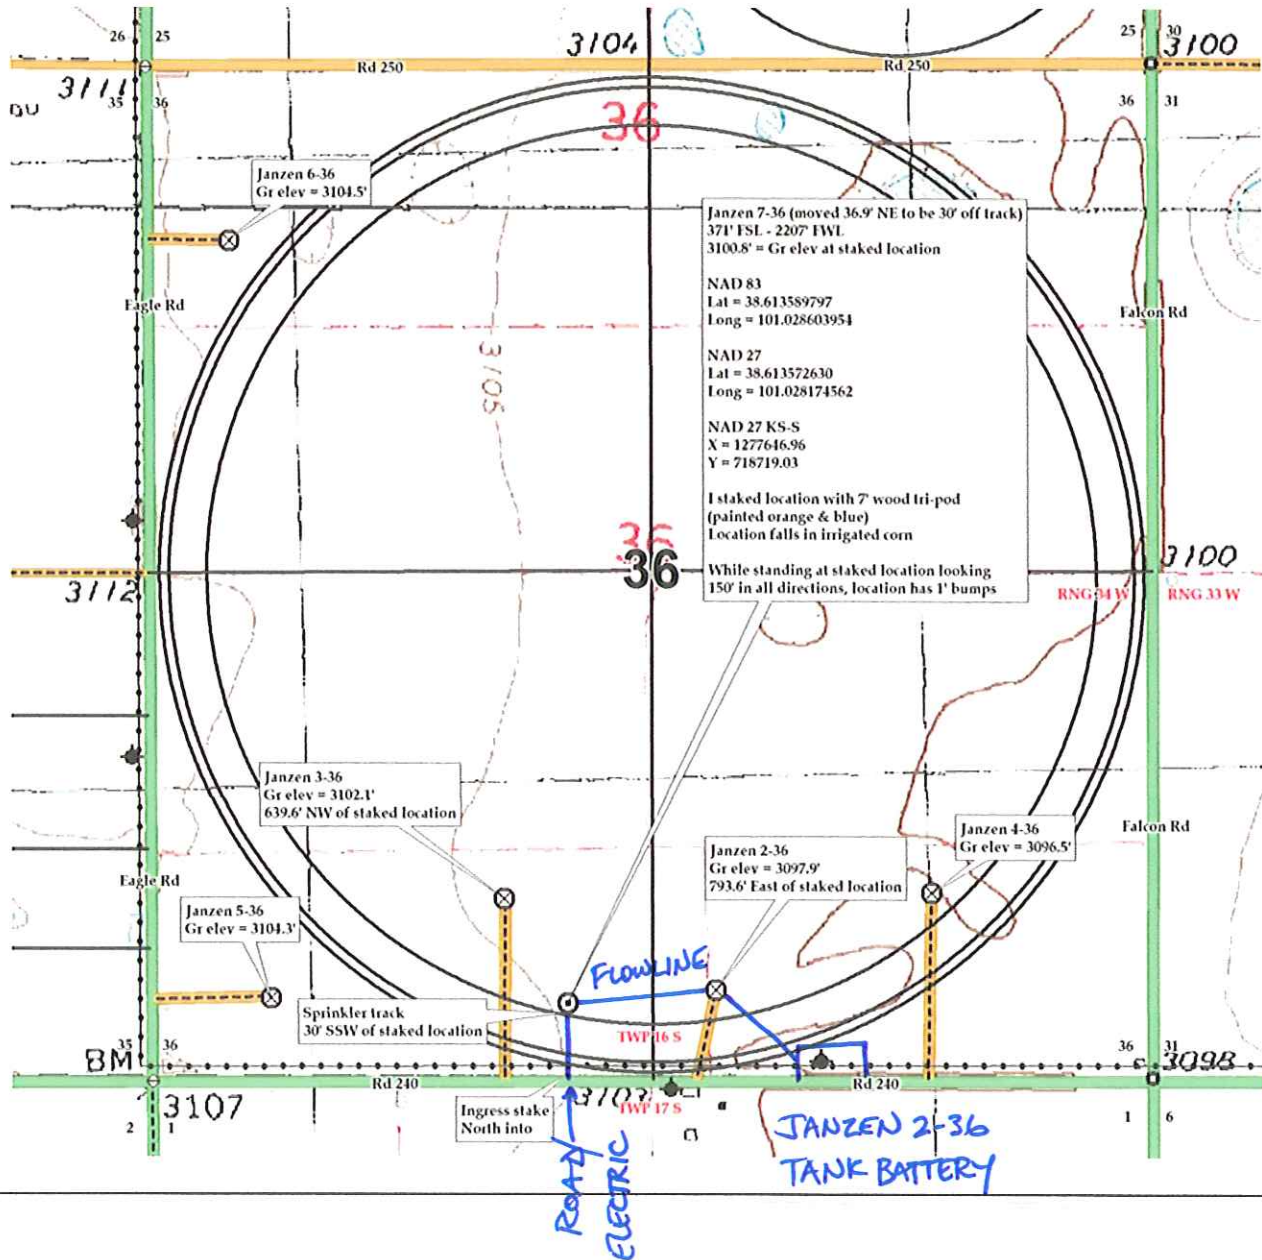 26
25
3104
25
30
3100
Rd 250
Rd 250
3111
35
36
36
31
36
Janzen 6-36
Gr elev = 3104.5'
Janzen 7-36 (moved 36.9' NE to be 30' off track)
371' FSL - 2207' FWL
3100.8' = Gr elev at staked location
NAD 83
Lat = 38.613589797
Long = 101.028603954
NAD 27
Lat = 38.613572630
Long = 101.028174562
NAD 27 KS-S
X = 1277646.96
Y = 718719.03
I staked location with 7' wood tri-pod
(painted orange & blue)
Location falls in irrigated corn
While standing at staked location looking
150' in all directions, location has 1' bumps
Eagle Rd
Falcon Rd
3105
36
36
3112
3100
RNG 34 W
RNG 33 W
Janzen 3-36
Gr elev = 3102.1'
639.6' NW of staked location
Janzen 2-36
Gr elev = 3097.9'
793.6' East of staked location
Janzen 4-36
Gr elev = 3096.5'
Falcon Rd
Eagle Rd
Janzen 5-36
Gr elev = 3104.3'
FLOWLINE
Sprinkler track
30' SSW of staked location
TWP 16 S
35
36
36
31
BM
3098
Rd 240
Rd 240
3107
TWP 17 S
2
1
1
6
Ingress stake
North into
ROAD/
ELECTRIC
JANZEN 2-36
TANK BATTERY